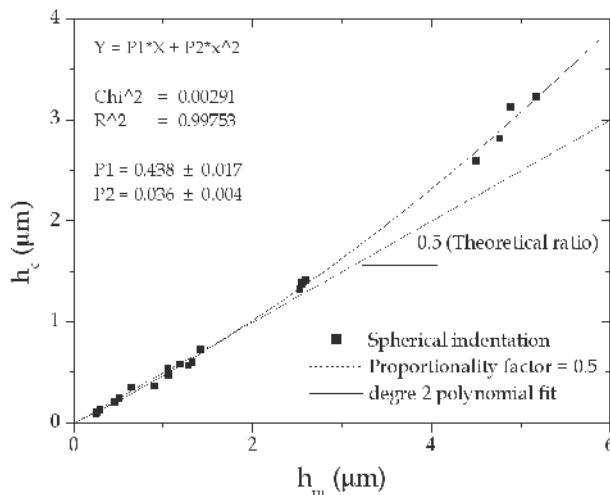 4
Y = P1*X + P2*x^2
Chi^2 = 0.00291
R^2 = 0.99753
P1 = 0.438 ± 0.017
P2 = 0.036 ± 0.004
3
2
1
0
h_c (μm)
0.5 (Theoretical ratio)
Spherical indentation
Proportionality factor = 0.5
degre 2 polynomial fit
0 2 4 6
h_m (μm)